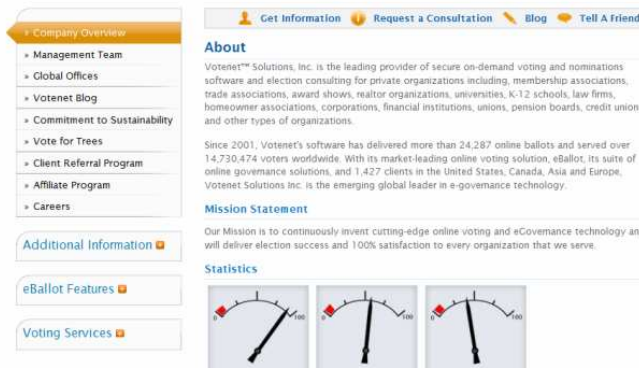 Get Information Request a Consultation Blog Tell A Friend
» Company Overview
» Management Team
» Global Offices
» Votenet Blog
» Commitment to Sustainability
» Vote for Trees
» Client Referral Program
» Affiliate Program
» Careers
Additional Information
eBallot Features
Voting Services
About
Votenet℠ Solutions, Inc. is the leading provider of secure on-demand voting and nominations
software and election consulting for private organizations including, membership associations,
trade associations, award shows, realtor organizations, universities, K-12 schools, law firms,
homeowner associations, corporations, financial institutions, unions, pension boards, credit union
and other types of organizations.
Since 2001, Votenet's software has delivered more than 24,287 online ballots and served over
14,730,474 voters worldwide. With its market-leading online voting solution, eBallot, its suite of
online governance solutions, and 1,427 clients in the United States, Canada, Asia and Europe,
Votenet Solutions Inc. is the emerging global leader in e-governance technology.
Mission Statement
Our Mission is to continuously invent cutting-edge online voting and eGovernance technology an
will deliver election success and 100% satisfaction to every organization that we serve.
Statistics
0 100 0 100 0 100